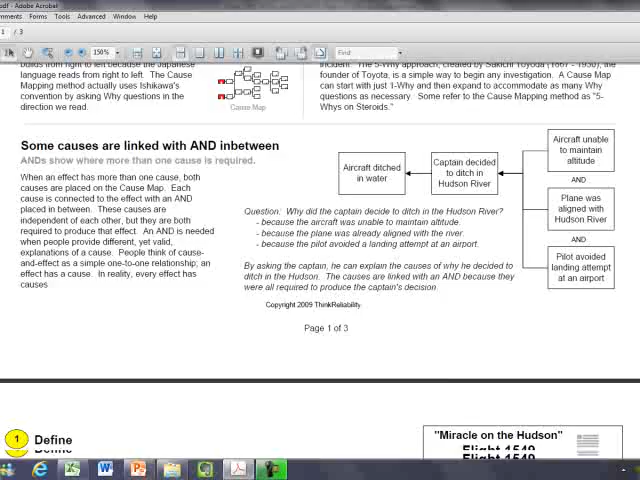 .pdf - Adobe Acrobat
mments Forms Tools Advanced Window Help
1 / 3
150%
Find
builds from right to left because the Japanese
language reads from right to left. The Cause
Mapping method actually uses Ishikawa's
convention by asking Why questions in the
direction we read.
Cause Map
incident. The 5-Why approach, created by Sakichi Toyoda (1867 - 1930), the
founder of Toyota, is a simple way to begin any investigation. A Cause Map
can start with just 1-Why and then expand to accommodate as many Why
questions as necessary. Some refer to the Cause Mapping method as "5-
Whys on Steroids."
Some causes are linked with AND inbetween
ANDs show where more than one cause is required.
When an effect has more than one cause, both
causes are placed on the Cause Map. Each
cause is connected to the effect with an AND
placed in between. These causes are
independent of each other, but they are both
required to produce that effect. An AND is
needed when people provide different, yet valid,
explanations of a cause. People think of cause-
and-effect as a simple one-to-one relationship; an
effect has a cause. In reality, every effect has
causes
Aircraft ditched
in water
Captain decided
to ditch in
Hudson River
Aircraft unable
to maintain
altitude
AND
Plane was
aligned with
Hudson River
AND
Pilot avoided
landing attempt
at an airport
Question: Why did the captain decide to ditch in the Hudson River?
- because the aircraft was unable to maintain altitude.
- because the plane was already aligned with the river.
- because the pilot avoided a landing attempt at an airport.
By asking the captain, he can explain the causes of why he decided to
ditch in the Hudson. The causes are linked with an AND because they
were all required to produce the captain's decision
Copyright 2009 ThinkReliability
Page 1 of 3
1 Define
Define
"Miracle on the Hudson"
Flight 1549
Flight 1549